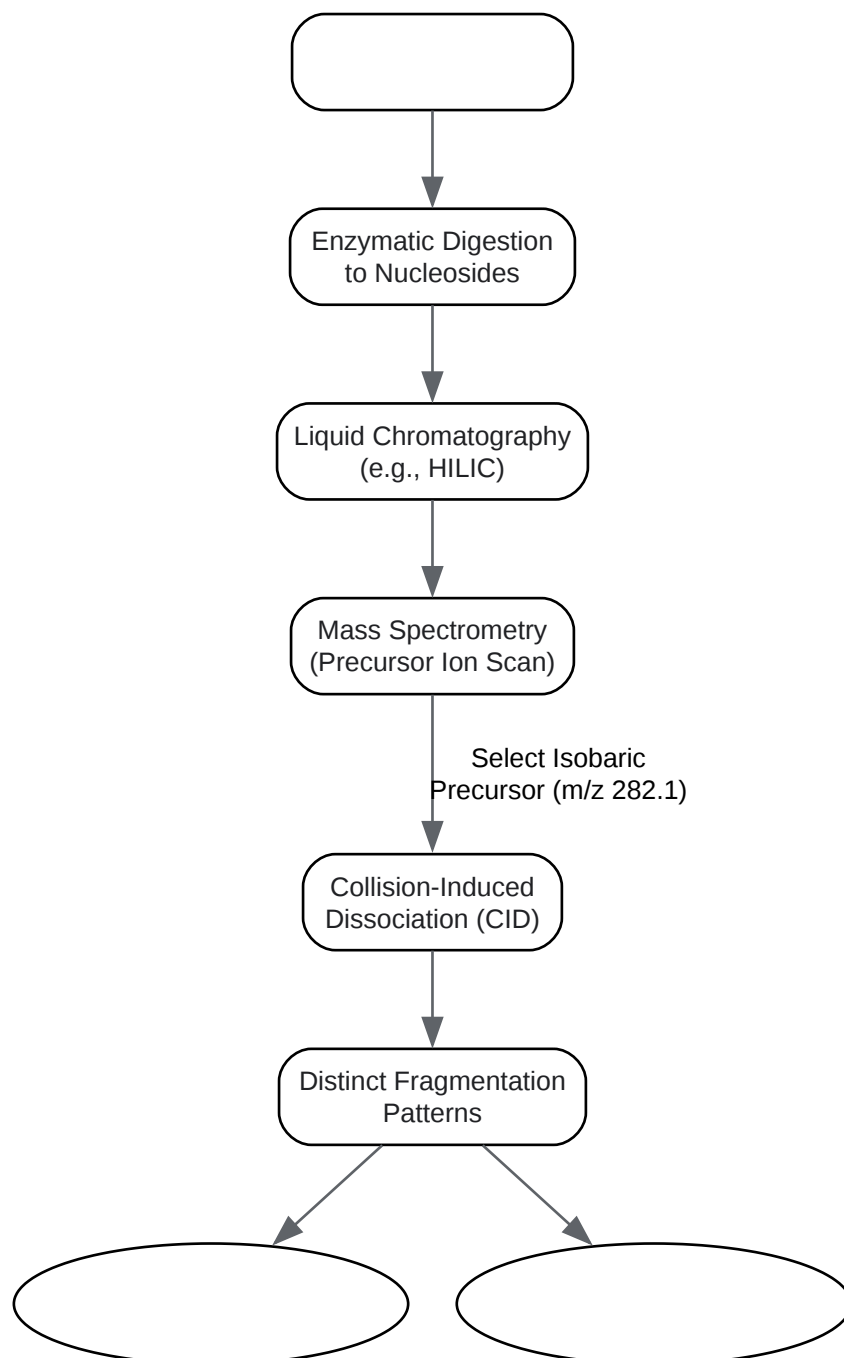 Enzymatic Digestion
to Nucleosides
Liquid Chromatography
(e.g., HILIC)
Mass Spectrometry
(Precursor Ion Scan)
Select Isobaric
Precursor (m/z 282.1)
Collision-Induced
Dissociation (CID)
Distinct Fragmentation
Patterns